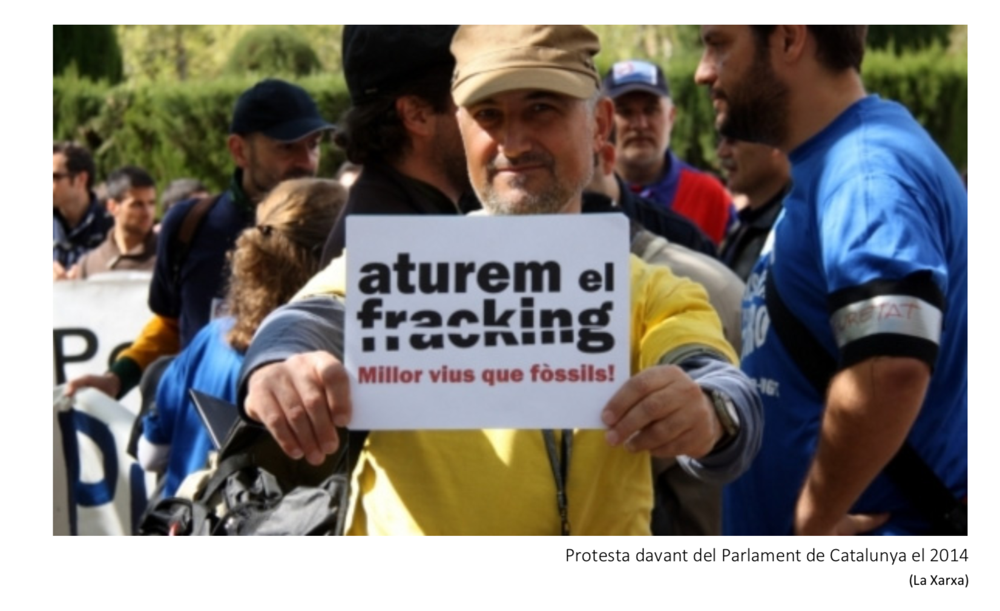 aturem el
fracking
Millor vius que fòssils!
Protesta davant del Parlament de Catalunya el 2014
(La Xarxa)